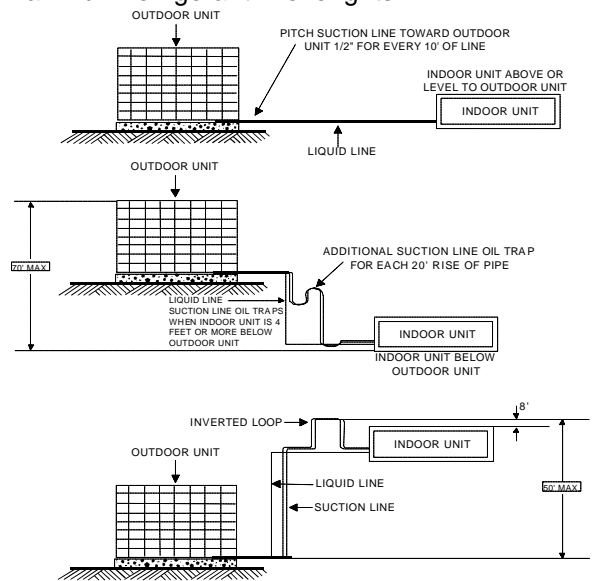 OUTDOOR UNIT
PITCH SUCTION LINE TOWARD OUTDOOR
UNIT 1/2" FOR EVERY 10' OF LINE
INDOOR UNIT ABOVE OR
LEVEL TO OUTDOOR UNIT
INDOOR UNIT
LIQUID LINE
OUTDOOR UNIT
70' MAX
ADDITIONAL SUCTION LINE OIL TRAP
FOR EACH 20' RISE OF PIPE
LIQUID LINE
SUCTION LINE OIL TRAPS
WHEN INDOOR UNIT IS 4
FEET OR MORE BELOW
OUTDOOR UNIT
INDOOR UNIT
INDOOR UNIT BELOW
OUTDOOR UNIT
8'
INVERTED LOOP
INDOOR UNIT
OUTDOOR UNIT
LIQUID LINE
50' MAX
SUCTION LINE